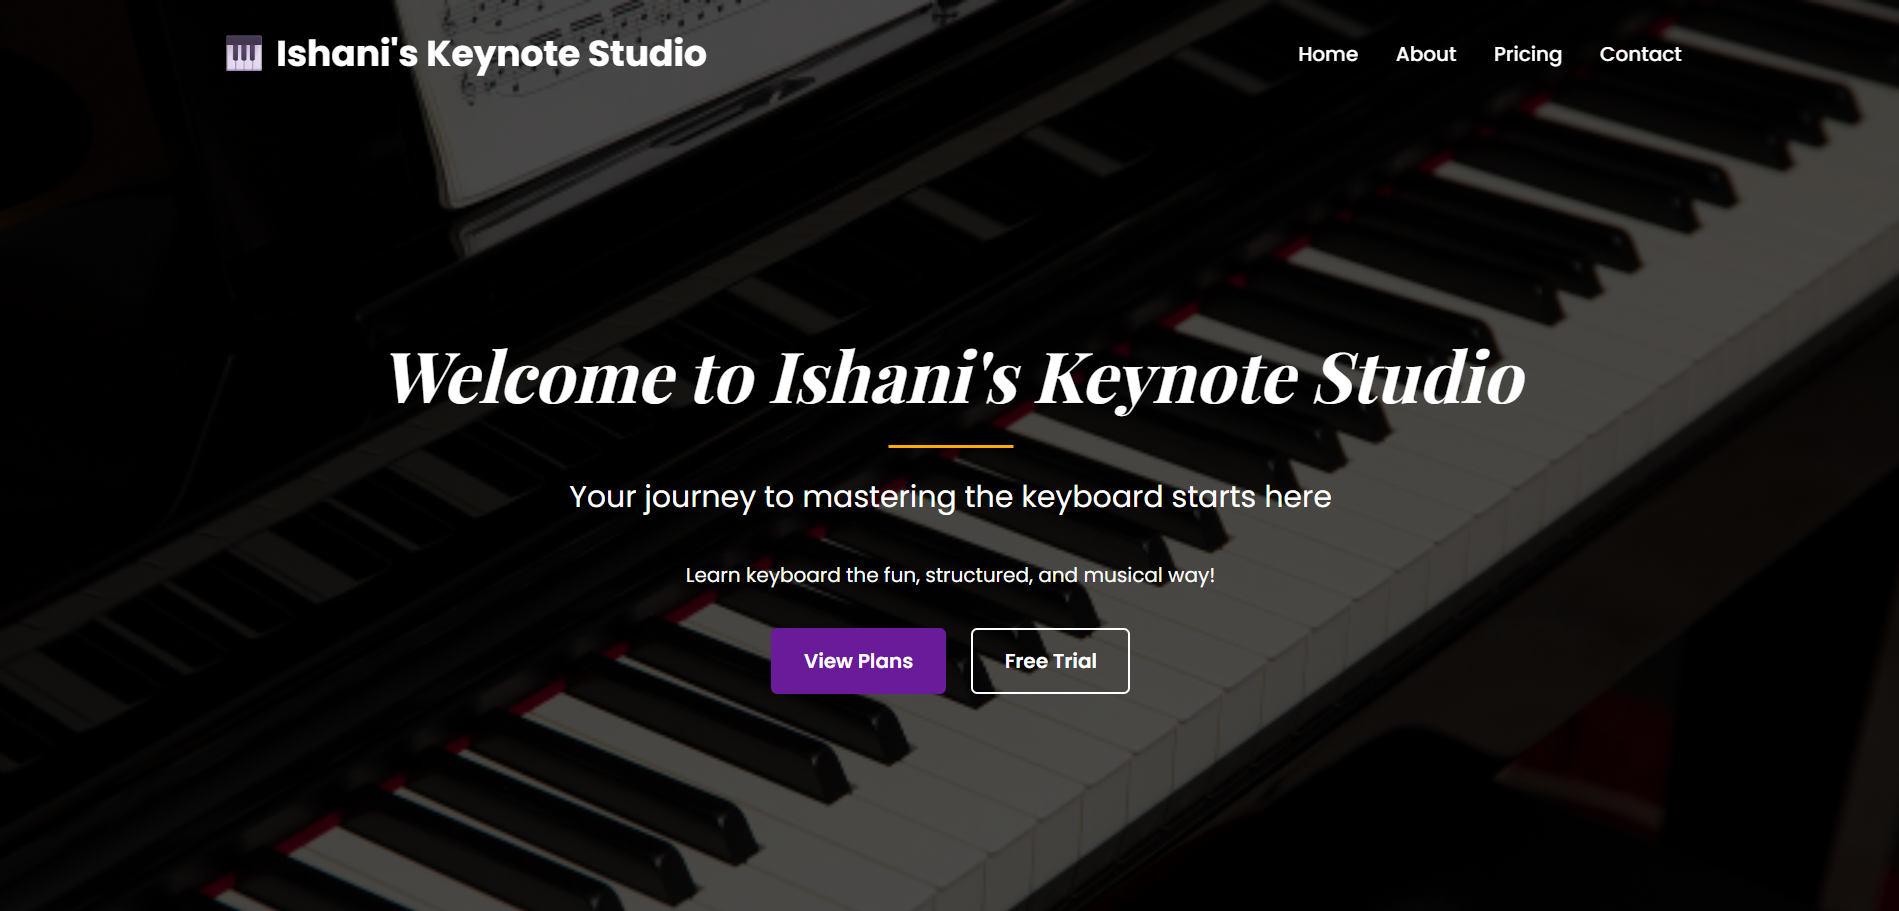 Ishani's Keynote Studio
Home About Pricing Contact
Welcome to Ishani's Keynote Studio
Your journey to mastering the keyboard starts here
Learn keyboard the fun, structured, and musical way!
View Plans Free Trial